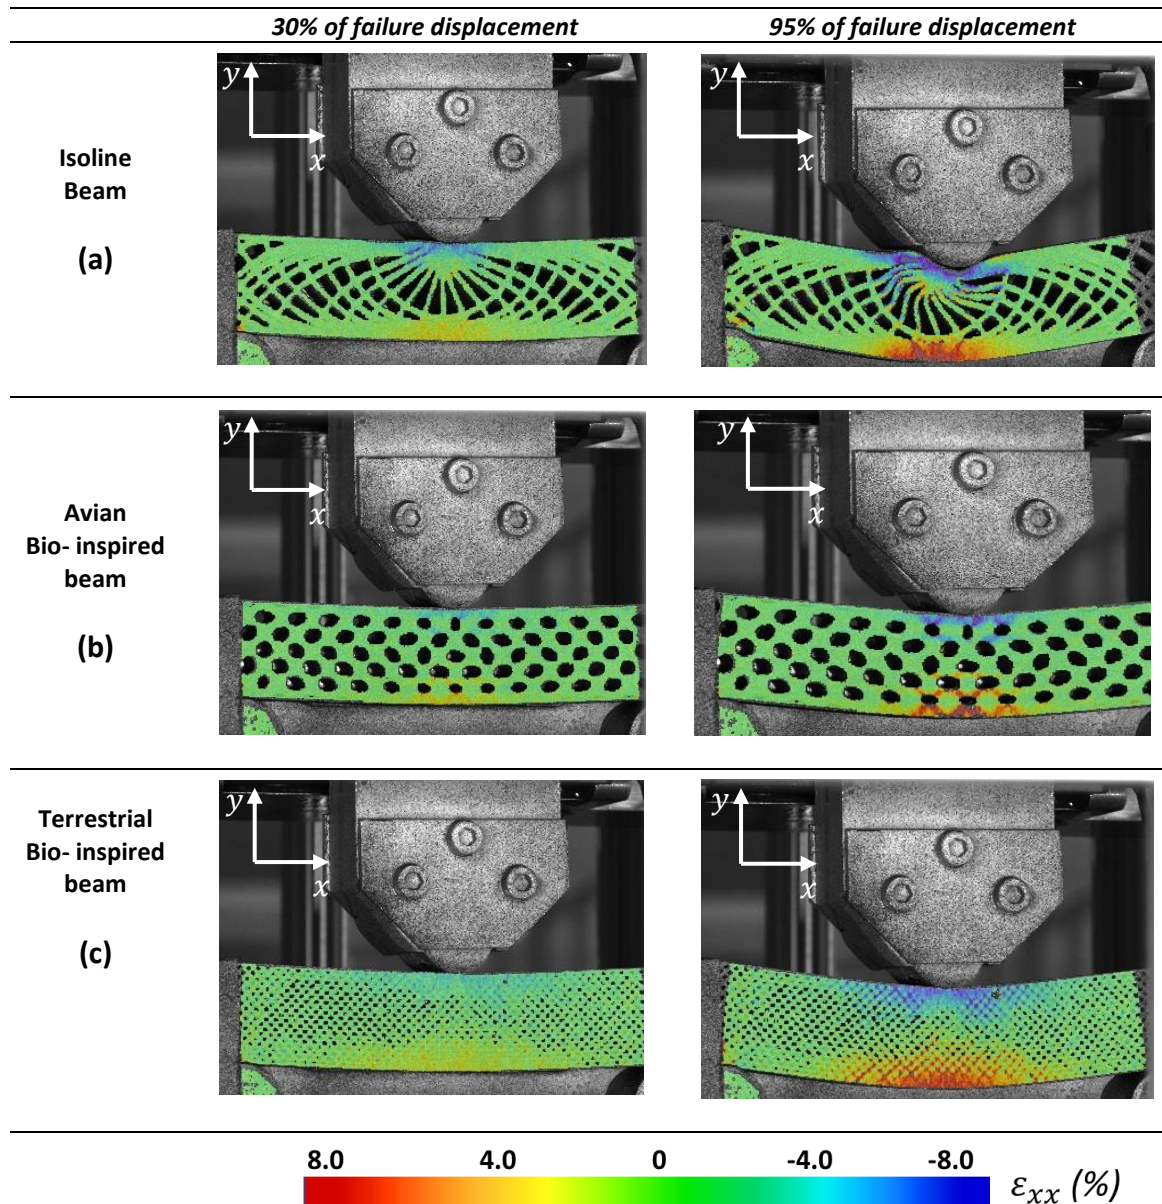 30% of failure displacement
95% of failure displacement
Isoline
Beam
(a)
y
x
y
x
Avian
Bio- inspired
beam
(b)
y
x
y
x
Terrestrial
Bio- inspired
beam
(c)
y
x
y
x
8.0 4.0 0 -4.0 -8.0
εxx (%)